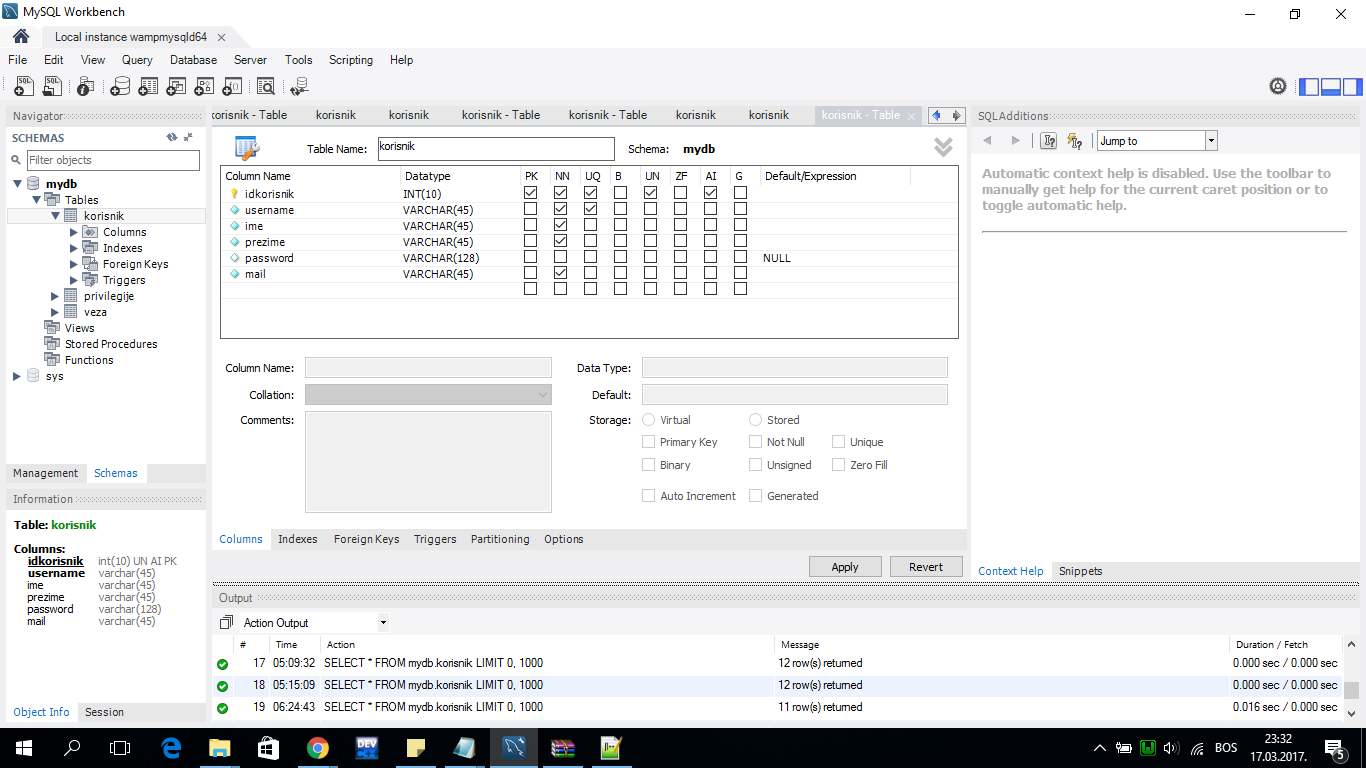 MySQL Workbench
Local instance wampmysqld64
File Edit View Query Database Server Tools Scripting Help
Navigator
SCHEMAS
Filter objects
mydb
Tables
korisnik
Columns
Indexes
Foreign Keys
Triggers
privilegije
veza
Views
Stored Procedures
Functions
sys
Management Schemas
Information
Table: korisnik
Columns:
idkorisnik int(10) UN AI PK
username varchar(45)
ime varchar(45)
prezime varchar(45)
password varchar(128)
mail varchar(45)
Object Info Session
korisnik - Table korisnik korisnik korisnik - Table korisnik - Table korisnik korisnik korisnik - Table
Table Name: korisnik Schema: mydb
Column Name Datatype PK NN UQ B UN ZF AI G Default/Expression
idkorisnik INT(10)
username VARCHAR(45)
ime VARCHAR(45)
prezime VARCHAR(45)
password VARCHAR(128) NULL
mail VARCHAR(45)
Column Name: Data Type:
Collation: Default:
Comments: Storage: Virtual Stored
Primary Key Not Null Unique
Binary Unsigned Zero Fill
Auto Increment Generated
Columns Indexes Foreign Keys Triggers Partitioning Options
Apply Revert
SQLAdditions
Jump to
Automatic context help is disabled. Use the toolbar to
manually get help for the current caret position or to
toggle automatic help.
Context Help Snippets
Output
Action Output
# Time Action Message Duration / Fetch
17 05:09:32 SELECT * FROM mydb.korisnik LIMIT 0, 1000 12 row(s) returned 0.000 sec / 0.000 sec
18 05:15:09 SELECT * FROM mydb.korisnik LIMIT 0, 1000 12 row(s) returned 0.000 sec / 0.000 sec
19 06:24:43 SELECT * FROM mydb.korisnik LIMIT 0, 1000 11 row(s) returned 0.016 sec / 0.000 sec
DEV
BOS
23:32
17.03.2017.
5